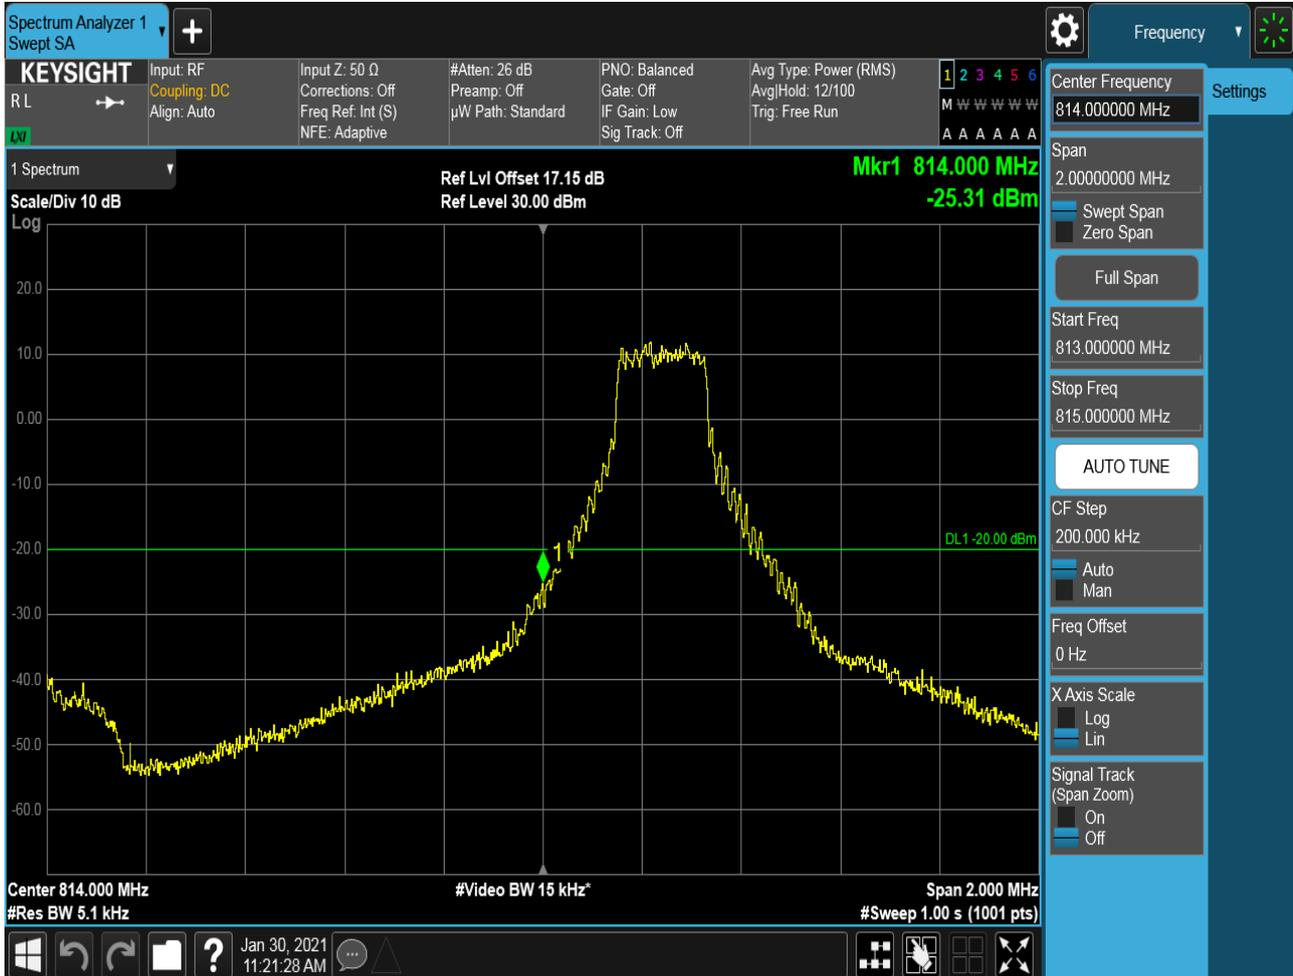 Spectrum Analyzer 1
Swept SA
+
Frequency
KEYSIGHT
R L
LXI
Input: RF
Coupling: DC
Align: Auto
Input Z: 50 Ω
Corrections: Off
Freq Ref: Int (S)
NFE: Adaptive
#Atten: 26 dB
Preamp: Off
µW Path: Standard
PNO: Balanced
Gate: Off
IF Gain: Low
Sig Track: Off
Avg Type: Power (RMS)
Avg|Hold: 12/100
Trig: Free Run
1 2 3 4 5 6
M W W W W W
A A A A A A
1 Spectrum
Scale/Div 10 dB
Log
Ref Lvl Offset 17.15 dB
Ref Level 30.00 dBm
Mkr1 814.000 MHz
-25.31 dBm
20.0
10.0
0.00
-10.0
-20.0
-30.0
-40.0
-50.0
-60.0
1
DL1 -20.00 dBm
Center 814.000 MHz
#Res BW 5.1 kHz
#Video BW 15 kHz*
Span 2.000 MHz
#Sweep 1.00 s (1001 pts)
Center Frequency
814.000000 MHz
Settings
Span
2.00000000 MHz
Swept Span
Zero Span
Full Span
Start Freq
813.000000 MHz
Stop Freq
815.000000 MHz
AUTO TUNE
CF Step
200.000 kHz
Auto
Man
Freq Offset
0 Hz
X Axis Scale
Log
Lin
Signal Track
(Span Zoom)
On
Off
?
Jan 30, 2021
11:21:28 AM